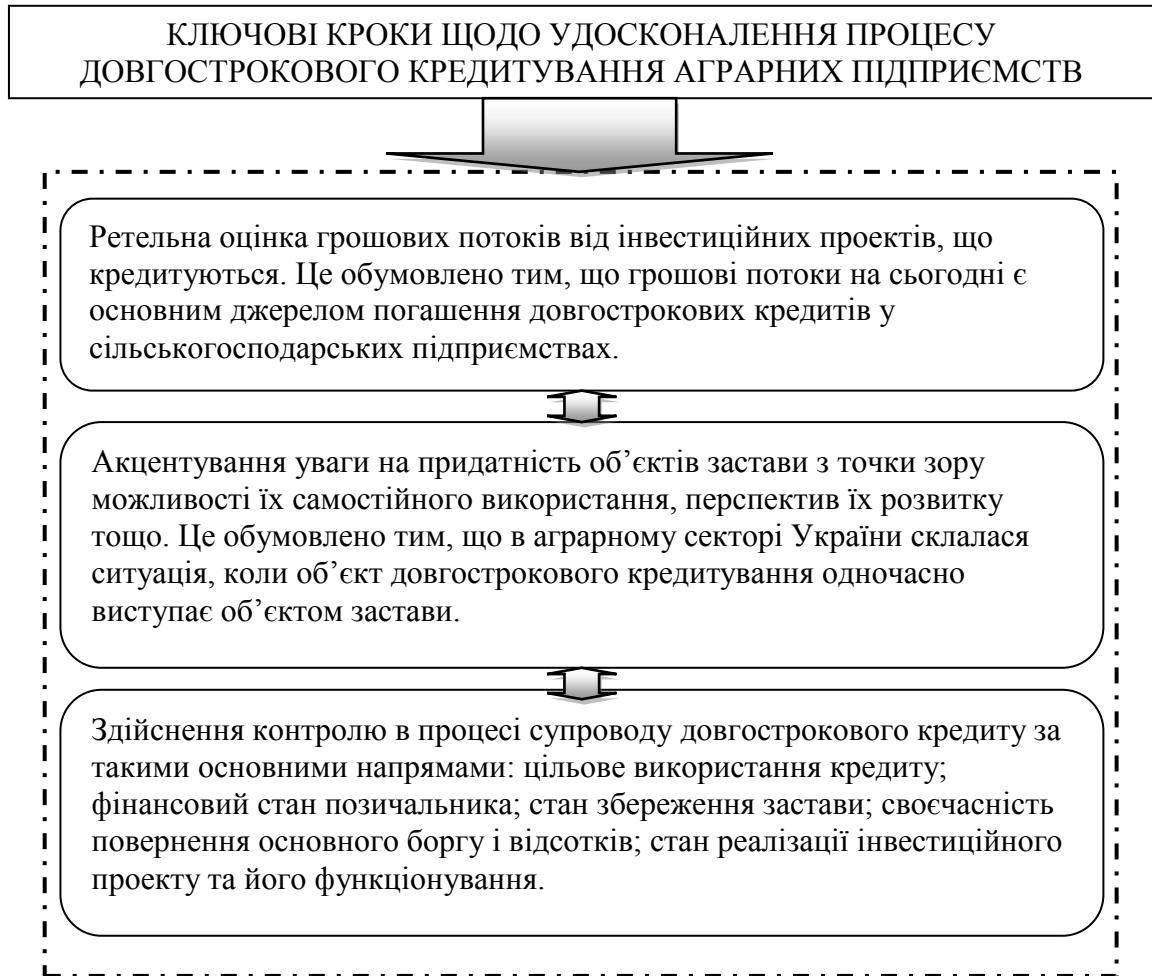 КЛЮЧОВІ КРОКИ ЩОДО УДОСКОНАЛЕННЯ ПРОЦЕСУ
ДОВГОСТРОКОВОГО КРЕДИТУВАННЯ АГРАРНИХ ПІДПРИЄМСТВ
Ретельна оцінка грошових потоків від інвестиційних проектів, що
кредитуються. Це обумовлено тим, що грошові потоки на сьогодні є
основним джерелом погашення довгострокових кредитів у
сільськогосподарських підприємствах.
Акцентування уваги на придатність об’єктів застави з точки зору
можливості їх самостійного використання, перспектив їх розвитку
тощо. Це обумовлено тим, що в аграрному секторі України склалася
ситуація, коли об’єкт довгострокового кредитування одночасно
виступає об’єктом застави.
Здійснення контролю в процесі супроводу довгострокового кредиту за
такими основними напрямами: цільове використання кредиту;
фінансовий стан позичальника; стан збереження застави; своєчасність
повернення основного боргу і відсотків; стан реалізації інвестиційного
проекту та його функціонування.